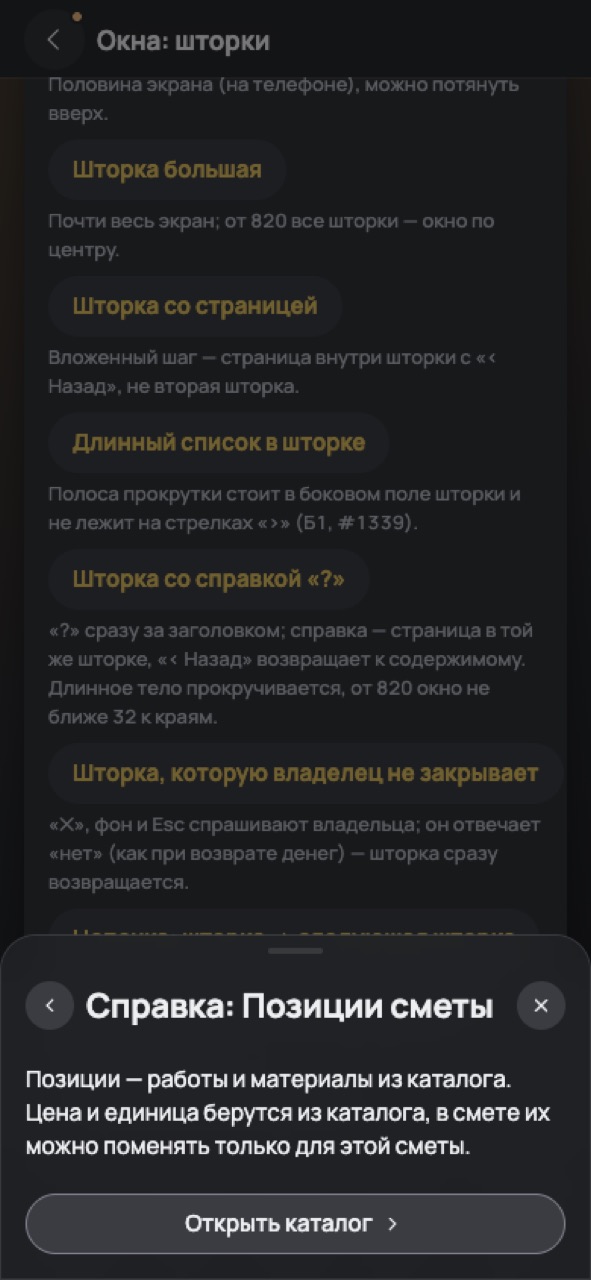 Окна: шторки
Половина экрана (на телефоне), можно потянуть
вверх.
Шторка большая
Почти весь экран; от 820 все шторки — окно по
центру.
Шторка со страницей
Вложенный шаг — страница внутри шторки с «‹
Назад», не вторая шторка.
Длинный список в шторке
Полоса прокрутки стоит в боковом поле шторки и
не лежит на стрелках «›» (Б1, #1339).
Шторка со справкой «?»
«?» сразу за заголовком; справка — страница в той
же шторке, «‹ Назад» возвращает к содержимому.
Длинное тело прокручивается, от 820 окно не
ближе 32 к краям.
Шторка, которую владелец не закрывает
«✕», фон и Esc спрашивают владельца; он отвечает
«нет» (как при возврате денег) — шторка сразу
возвращается.
Справка: Позиции сметы
Позиции — работы и материалы из каталога.
Цена и единица берутся из каталога, в смете их
можно поменять только для этой сметы.
Открыть каталог ›